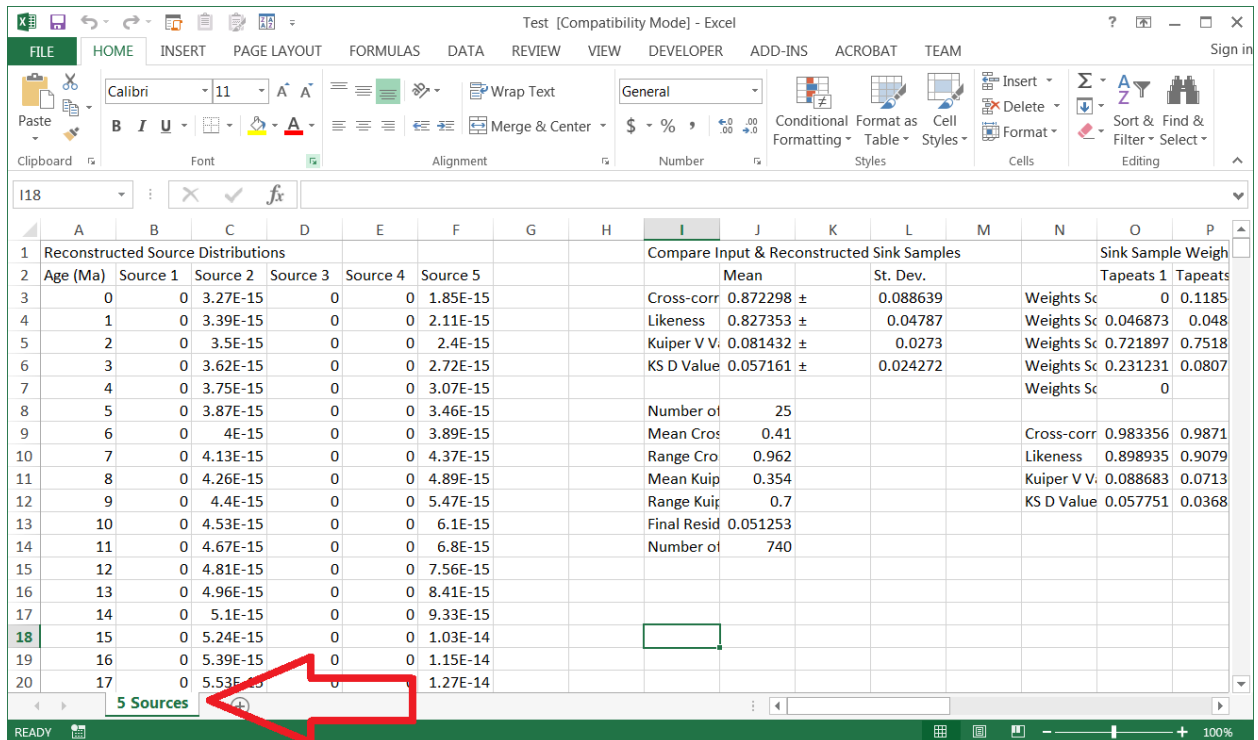 Test [Compatibility Mode] - Excel
FILE HOME INSERT PAGE LAYOUT FORMULAS DATA REVIEW VIEW DEVELOPER ADD-INS ACROBAT TEAM Sign in
Paste
Clipboard
Calibri 11
B I U
Font
Wrap Text
Merge & Center
Alignment
General
$ % ,
Number
Conditional Formatting
Format as Table
Cell Styles
Styles
Insert
Delete
Format
Cells
Sort & Filter
Find & Select
Editing
I18 fx
A B C D E F G H I J K L M N O P
1 Reconstructed Source Distributions Compare Input & Reconstructed Sink Samples Sink Sample Weigh
2 Age (Ma) Source 1 Source 2 Source 3 Source 4 Source 5 Mean St. Dev. Tapeats 1 Tapeats
3 0 0 3.27E-15 0 0 1.85E-15 Cross-corr 0.872298 ± 0.088639 Weights So 0 0.1185
4 1 0 3.39E-15 0 0 2.11E-15 Likeness 0.827353 ± 0.04787 Weights So 0.046873 0.048
5 2 0 3.5E-15 0 0 2.4E-15 Kuiper V Va 0.081432 ± 0.0273 Weights So 0.721897 0.7518
6 3 0 3.62E-15 0 0 2.72E-15 KS D Value 0.057161 ± 0.024272 Weights So 0.231231 0.0807
7 4 0 3.75E-15 0 0 3.07E-15 Weights So 0
8 5 0 3.87E-15 0 0 3.46E-15 Number of 25
9 6 0 4E-15 0 0 3.89E-15 Mean Cros 0.41 Cross-corr 0.983356 0.9871
10 7 0 4.13E-15 0 0 4.37E-15 Range Cro 0.962 Likeness 0.898935 0.9079
11 8 0 4.26E-15 0 0 4.89E-15 Mean Kuip 0.354 Kuiper V Va 0.088683 0.0713
12 9 0 4.4E-15 0 0 5.47E-15 Range Kuip 0.7 KS D Value 0.057751 0.0368
13 10 0 4.53E-15 0 0 6.1E-15 Final Resid 0.051253
14 11 0 4.67E-15 0 0 6.8E-15 Number of 740
15 12 0 4.81E-15 0 0 7.56E-15
16 13 0 4.96E-15 0 0 8.41E-15
17 14 0 5.1E-15 0 0 9.33E-15
18 15 0 5.24E-15 0 0 1.03E-14
19 16 0 5.39E-15 0 0 1.15E-14
20 17 0 5.53E-15 0 0 1.27E-14
5 Sources
READY 100%